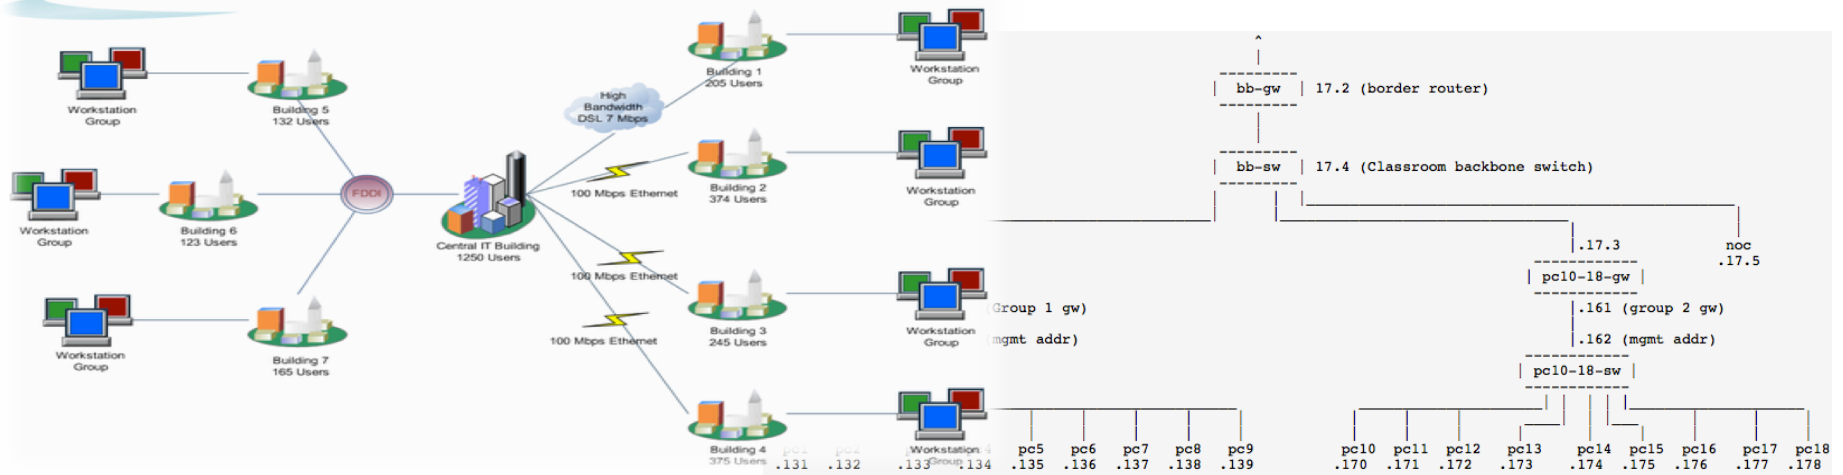 Workstation
Group
Building 5
132 Users
Workstation
Group
Building 6
123 Users
Workstation
Group
Building 7
165 Users
FDDI
Central IT Building
1250 Users
High
Bandwidth
DSL 7 Mbps
100 Mbps Ethernet
100 Mbps Ethernet
100 Mbps Ethernet
Building 1
205 Users
Workstation
Group
Building 2
374 Users
Workstation
Group
Building 3
245 Users
Workstation
Group
Building 4
375 Users
Workstation
Group
^
| bb-gw | 17.2 (border router)
| bb-sw | 17.4 (Classroom backbone switch)
.17.3
noc
.17.5
| pc10-18-gw |
Group 1 gw)
.161 (group 2 gw)
mgmt addr)
.162 (mgmt addr)
| pc10-18-sw |
pc1 pc2 pc5 pc6 pc7 pc8 pc9
.131 .132 .133 .134 .135 .136 .137 .138 .139
pc10 pc11 pc12 pc13 pc14 pc15 pc16 pc17 pc18
.170 .171 .172 .173 .174 .175 .176 .177 .178